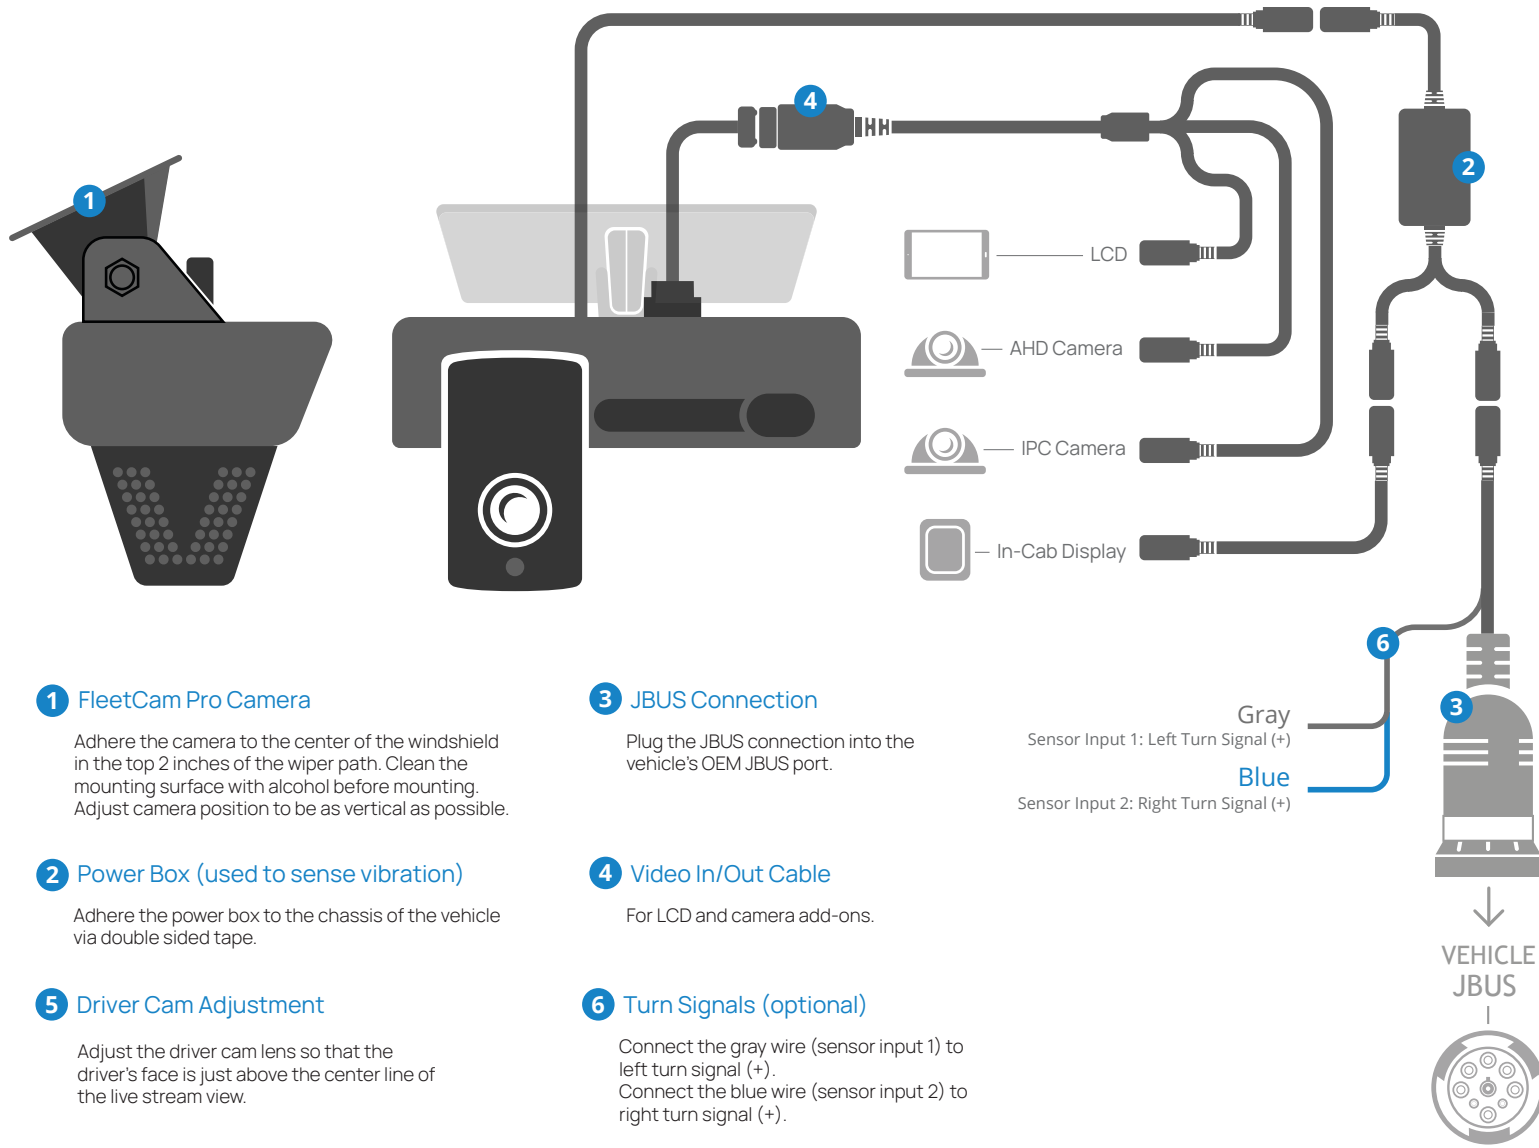 4
2
1
LCD
AHD Camera
IPC Camera
In-Cab Display
6
3
Gray
Sensor Input 1: Left Turn Signal (+)
Blue
Sensor Input 2: Right Turn Signal (+)
VEHICLE
JBUS
1 FleetCam Pro Camera
Adhere the camera to the center of the windshield
in the top 2 inches of the wiper path. Clean the
mounting surface with alcohol before mounting.
Adjust camera position to be as vertical as possible.
3 JBUS Connection
Plug the JBUS connection into the
vehicle's OEM JBUS port.
2 Power Box (used to sense vibration)
Adhere the power box to the chassis of the vehicle
via double sided tape.
4 Video In/Out Cable
For LCD and camera add-ons.
5 Driver Cam Adjustment
Adjust the driver cam lens so that the
driver's face is just above the center line of
the live stream view.
6 Turn Signals (optional)
Connect the gray wire (sensor input 1) to
left turn signal (+).
Connect the blue wire (sensor input 2) to
right turn signal (+).